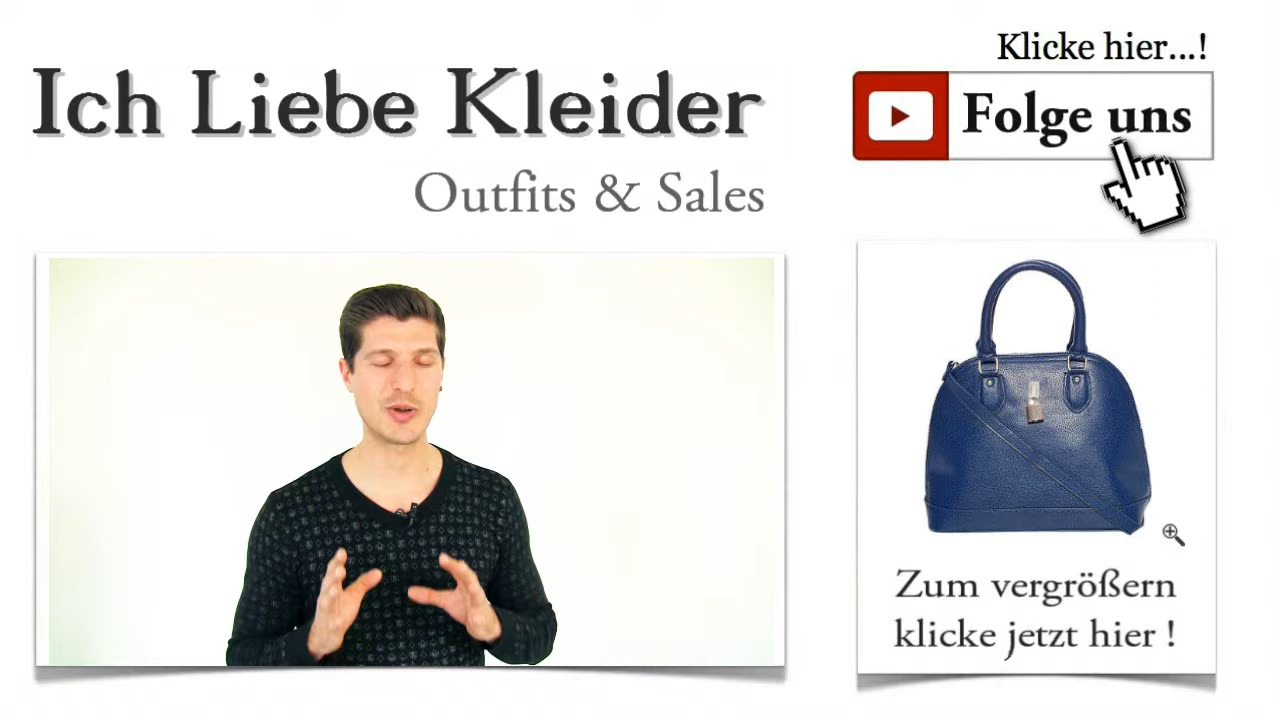 Ich Liebe Kleider
Outfits & Sales
Klicke hier...!
Folge uns
Zum vergrößern
klicke jetzt hier !